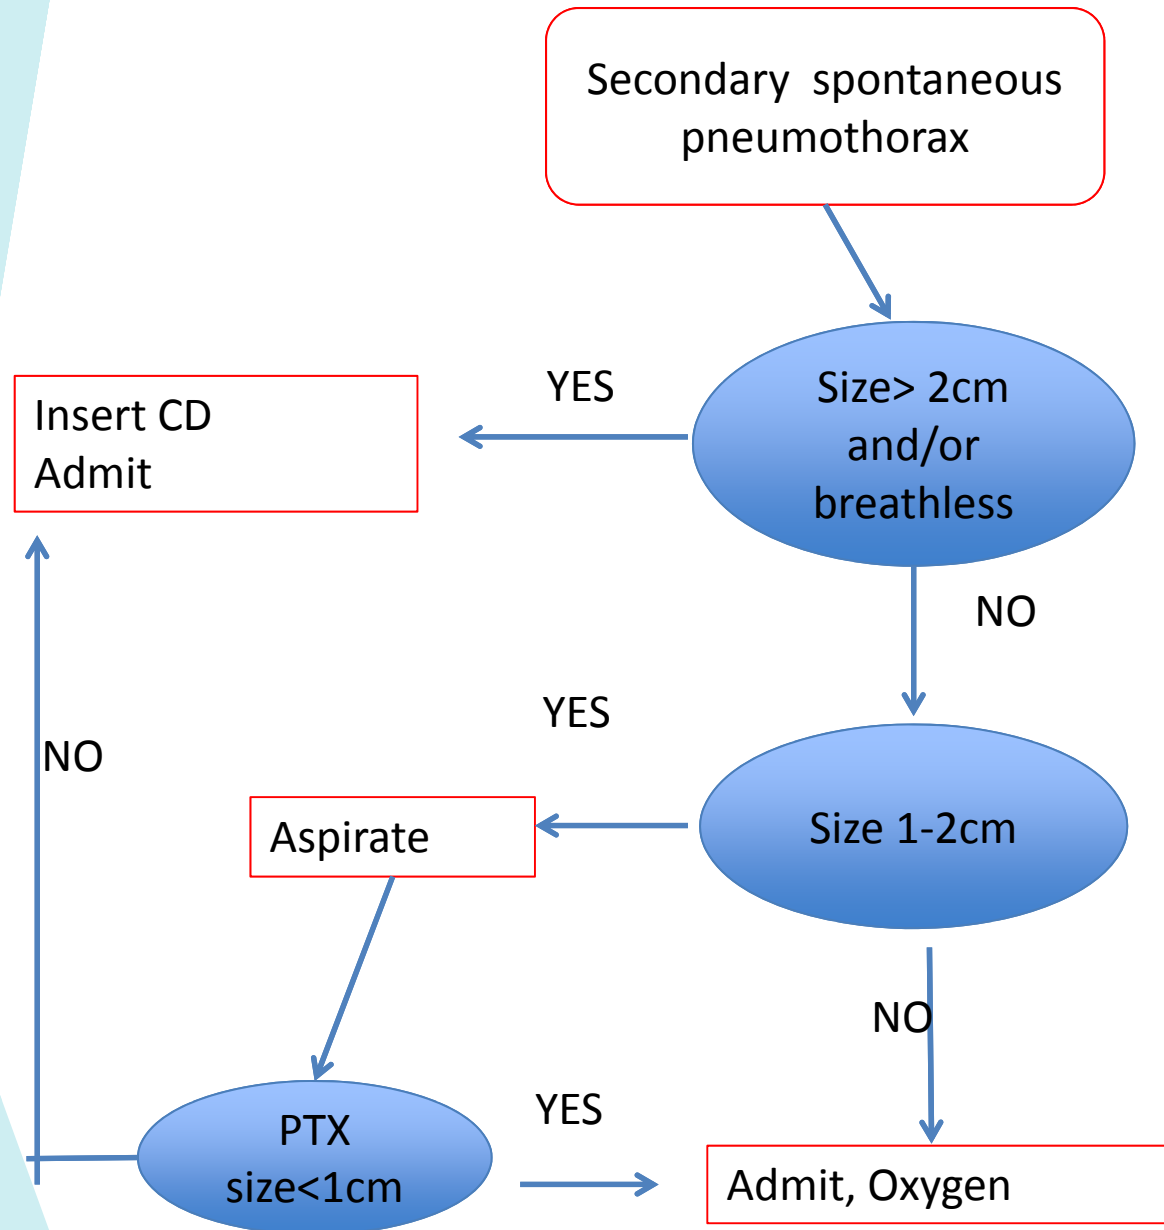 Secondary spontaneous
pneumothorax
YES
Size> 2cm
and/or
breathless
Insert CD
Admit
NO
YES
NO
Aspirate
Size 1-2cm
NO
YES
PTX
size<1cm
Admit, Oxygen